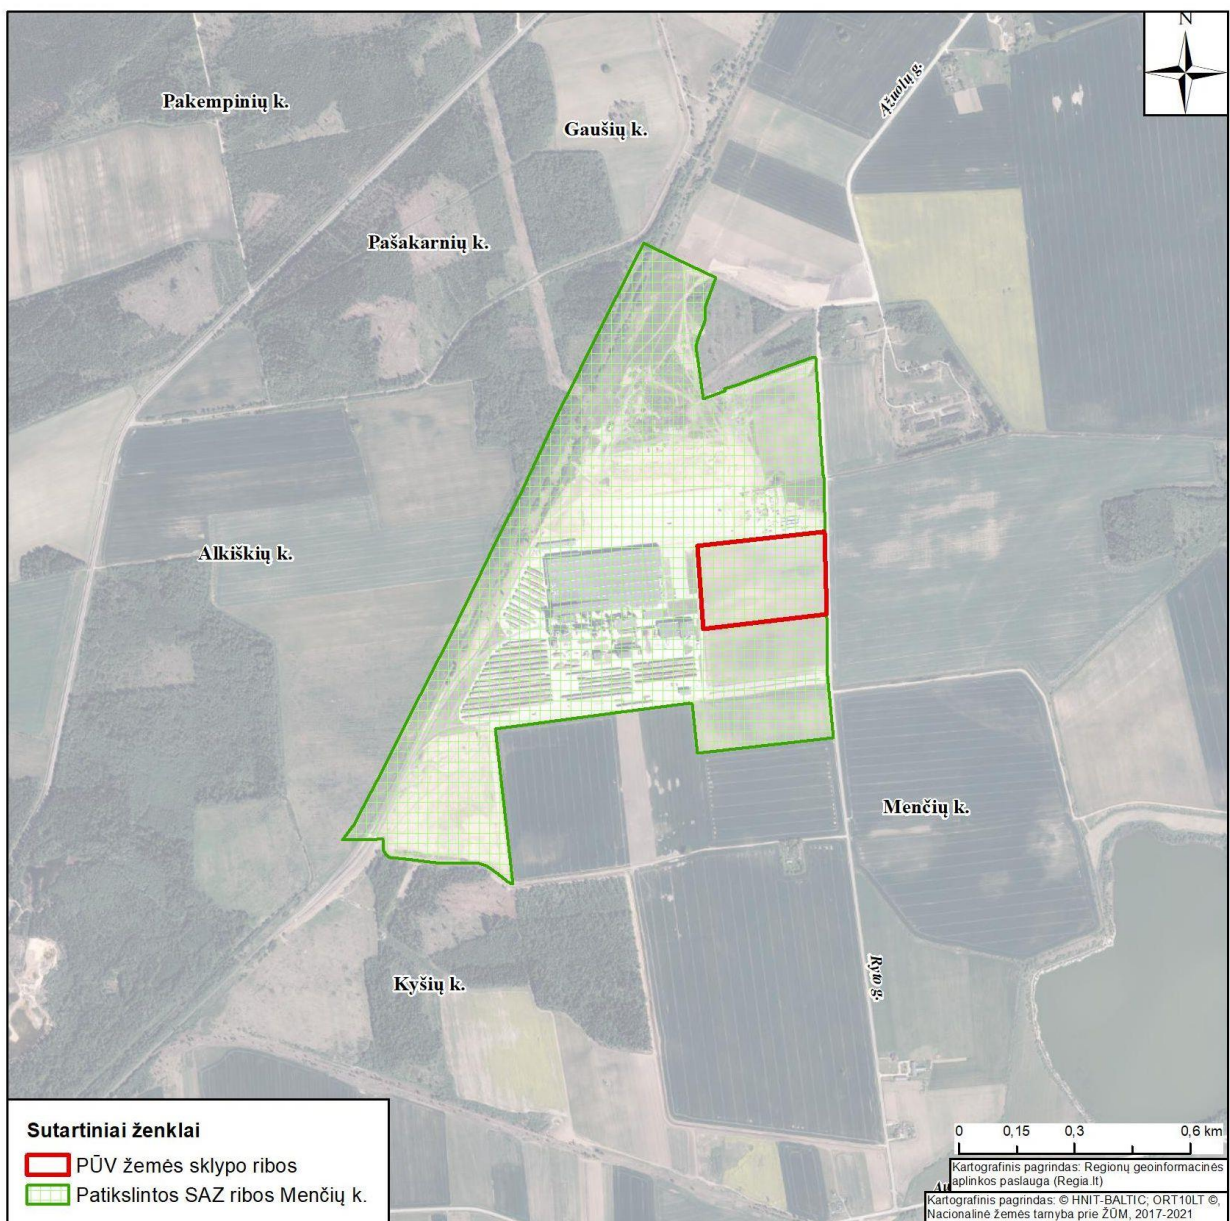 N
Ąžuolų g.
Pakempinių k.
Gaušių k.
Pašakarnių k.
Alkiškių k.
Menčių k.
Ryto g.
Kyšių k.
Sutartiniai ženklai
PŪV žemės sklypo ribos
Patikslintos SAZ ribos Menčių k.
0 0,15 0,3 0,6 km
Kartografinis pagrindas: Regionų geoinformacinės
aplinkos paslauga (Regia.lt)
Kartografinis pagrindas: © HNIT-BALTIC; ORT10LT ©,
Nacionalinė žemės tarnyba prie ŽŪM, 2017-2021